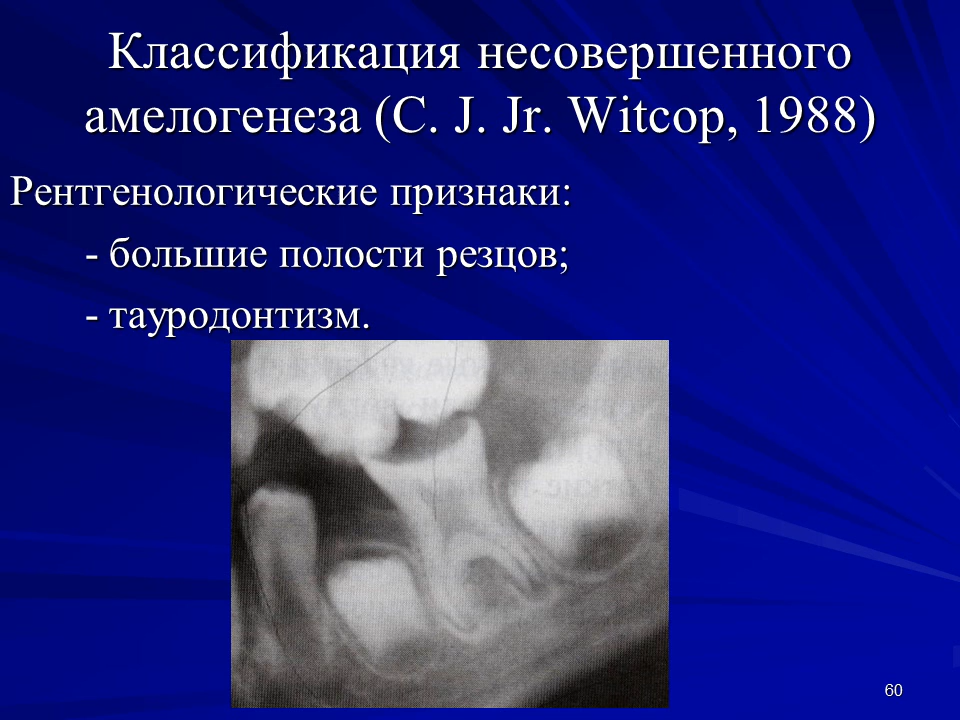 Классификация несовершенного
амелогенеза (C. J. Jr. Witcop, 1988)
Рентгенологические признаки:
- большие полости резцов;
- тауродонтизм.
60